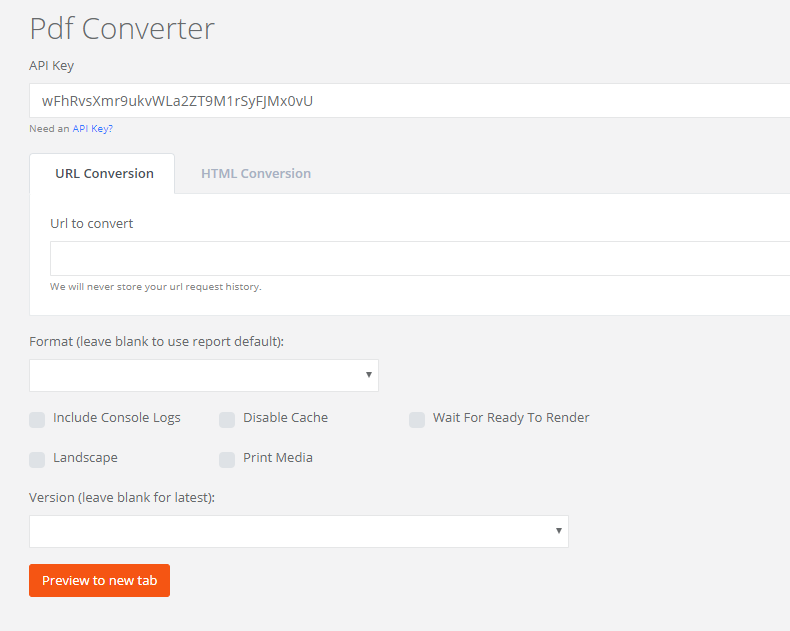 Pdf Converter
API Key
wFhRvsXmr9ukvWLa2ZT9M1rSyFJMx0vU
Need an API Key?
URL Conversion HTML Conversion
Url to convert
We will never store your url request history.
Format (leave blank to use report default):
Include Console Logs Disable Cache Wait For Ready To Render
Landscape Print Media
Version (leave blank for latest):
Preview to new tab